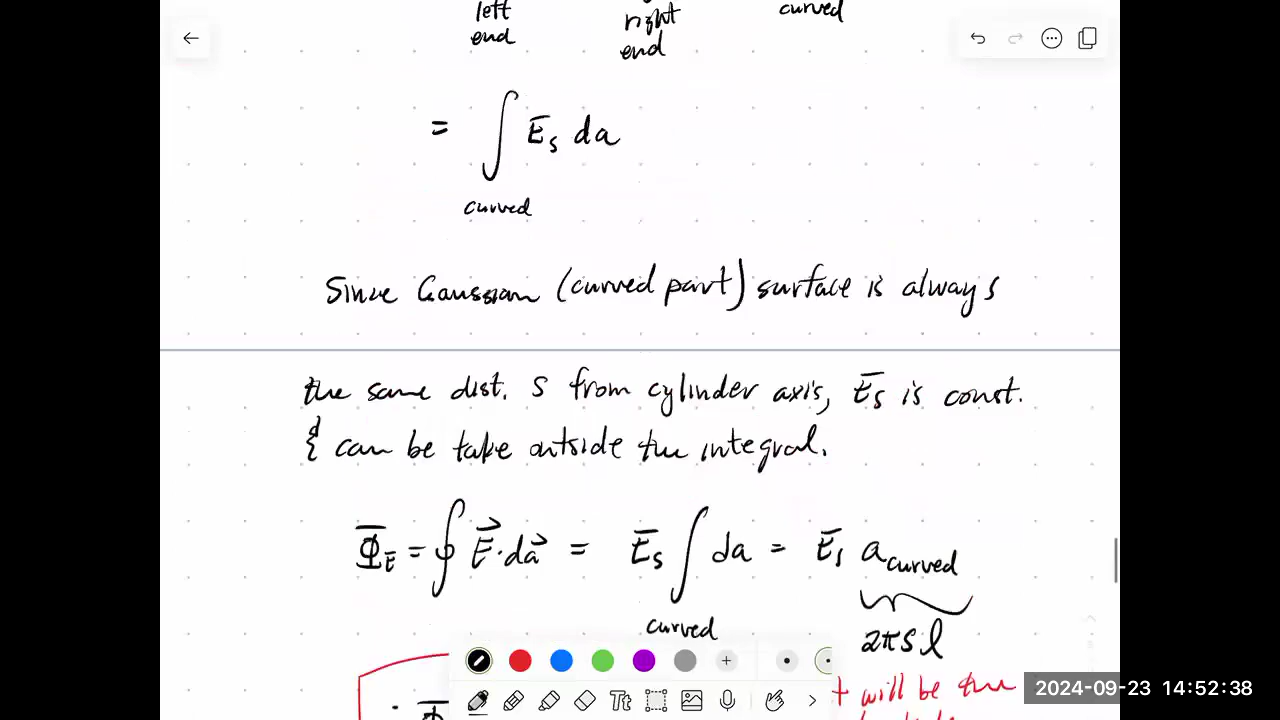 left right curved
end end
= ∫ E_s da
curved
Since Gaussian (curved part) surface is always
the same dist. s from cylinder axis, E_s is const.
& can be take outside the integral.
Φ_E = ∮ E⃗·da⃗ = E_s ∫ da = E_s a_curved
curved
2πsl
Tt
will be the
2024-09-23 14:52:38